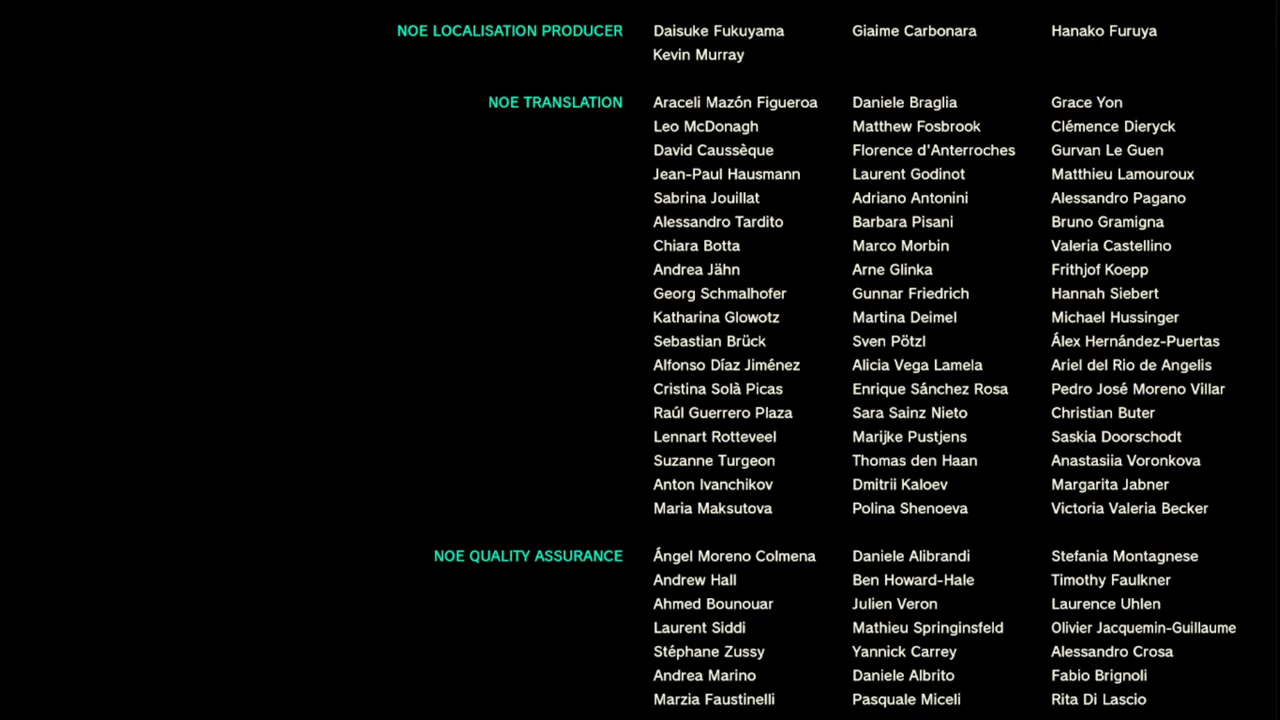 NOE LOCALISATION PRODUCER Daisuke Fukuyama Giaime Carbonara Hanako Furuya
Kevin Murray
NOE TRANSLATION Araceli Mazón Figueroa Daniele Braglia Grace Yon
Leo McDonagh Matthew Fosbrook Clémence Dieryck
David Caussèque Florence d'Anterroches Gurvan Le Guen
Jean-Paul Hausmann Laurent Godinot Matthieu Lamouroux
Sabrina Jouillat Adriano Antonini Alessandro Pagano
Alessandro Tardito Barbara Pisani Bruno Gramigna
Chiara Botta Marco Morbin Valeria Castellino
Andrea Jähn Arne Glinka Frithjof Koepp
Georg Schmalhofer Gunnar Friedrich Hannah Siebert
Katharina Glowotz Martina Deimel Michael Hussinger
Sebastian Brück Sven Pötzl Álex Hernández-Puertas
Alfonso Díaz Jiménez Alicia Vega Lamela Ariel del Rio de Angelis
Cristina Solà Picas Enrique Sánchez Rosa Pedro José Moreno Villar
Raúl Guerrero Plaza Sara Sainz Nieto Christian Buter
Lennart Rotteveel Marijke Pustjens Saskia Doorschodt
Suzanne Turgeon Thomas den Haan Anastasiia Voronkova
Anton Ivanchikov Dmitrii Kaloev Margarita Jabner
Maria Maksutova Polina Shenoeva Victoria Valeria Becker
NOE QUALITY ASSURANCE Ángel Moreno Colmena Daniele Alibrandi Stefania Montagnese
Andrew Hall Ben Howard-Hale Timothy Faulkner
Ahmed Bounouar Julien Veron Laurence Uhlen
Laurent Siddi Mathieu Springinsfeld Olivier Jacquemin-Guillaume
Stéphane Zussy Yannick Carrey Alessandro Crosa
Andrea Marino Daniele Albrito Fabio Brignoli
Marzia Faustinelli Pasquale Miceli Rita Di Lascio